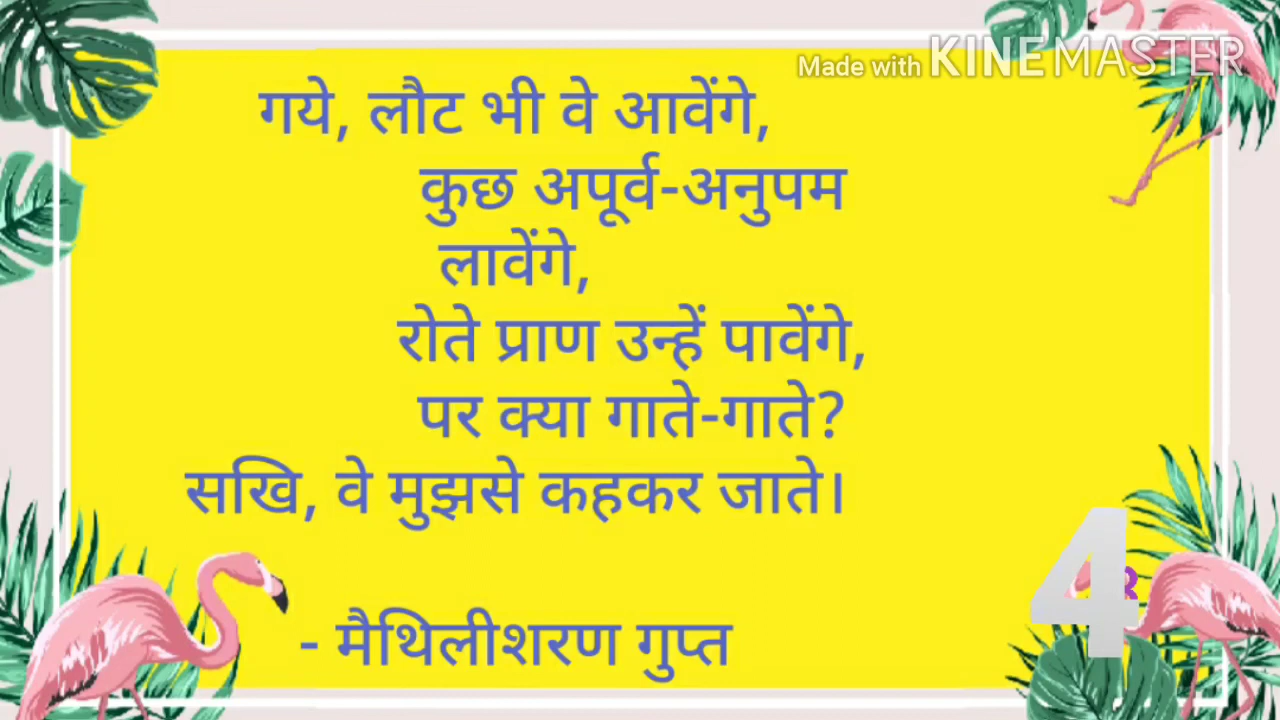 Made with KINEMASTER
गये, लौट भी वे आवेंगे,
कुछ अपूर्व-अनुपम
लावेंगे,
रोते प्राण उन्हें पावेंगे,
पर क्या गाते-गाते?
सखि, वे मुझसे कहकर जाते।
- मैथिलीशरण गुप्त
4